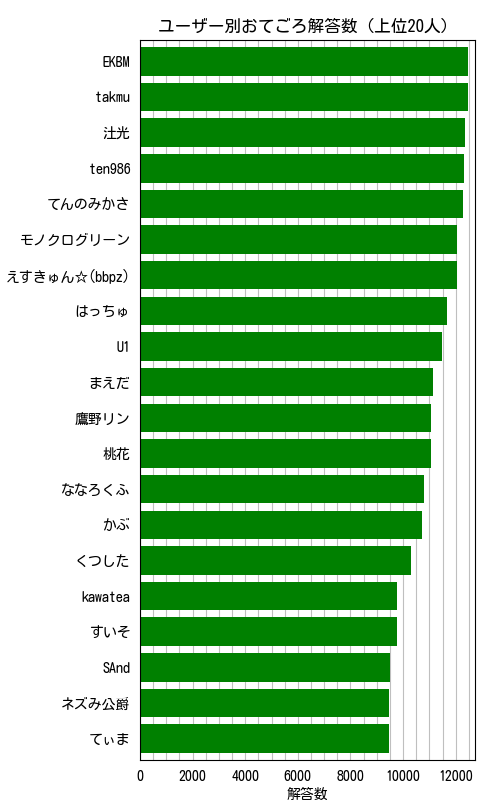 ユーザー別おてごろ解答数 (上位20人)
EKBM
takmu
辻光
ten986
てんのみかさ
モノクログリーン
えすきゅん☆(bbpz)
はっちゅ
U1
まえだ
鷹野リン
桃花
ななろくふ
かぶ
くつした
kawatea
すいそ
SAnd
ネズみ公爵
てぃま
0 2000 4000 6000 8000 10000 12000
解答数